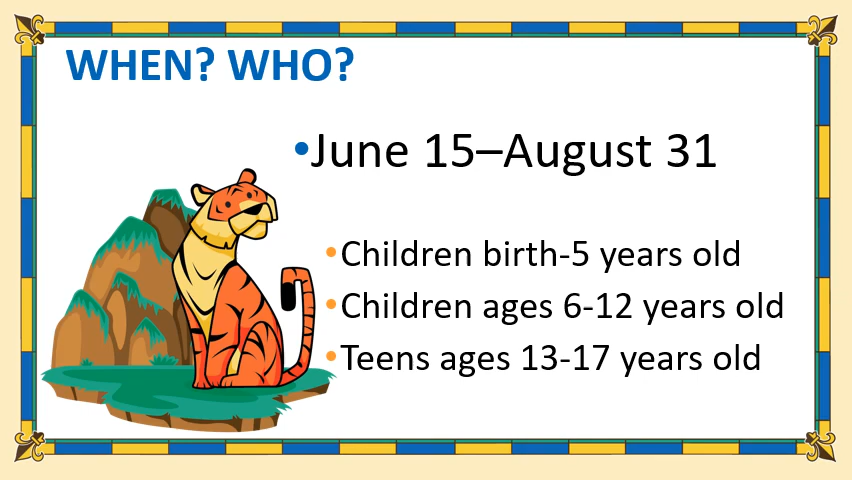 WHEN? WHO?
•June 15–August 31
•Children birth-5 years old
•Children ages 6-12 years old
•Teens ages 13-17 years old